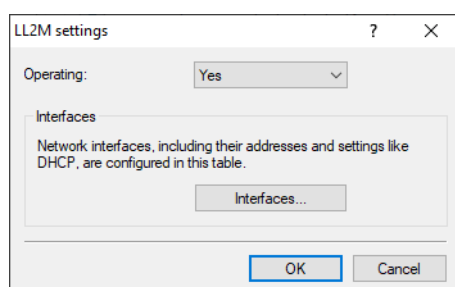 LL2M settings
?
Operating:
Yes
Interfaces
Network interfaces, including their addresses and settings like
DHCP, are configured in this table.
Interfaces...
OK
Cancel